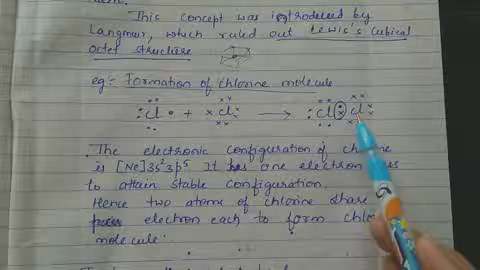 This concept was introduced by
Langmuir, which ruled out Lewis's cubical
octet structure
eg:- Formation of chlorine molecule
Cl + Cl → Cl Cl
The electronic configuration of
is [Ne]3s²3p⁵ It has one electron
to attain stable configuration.
Hence two atoms of chlorine share
electron each to form
molecule.